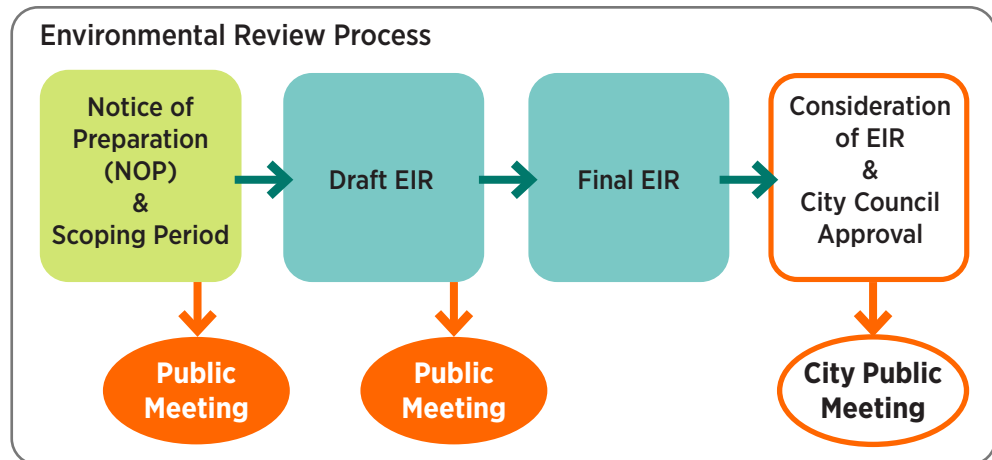 Environmental Review Process
Notice of
Preparation
(NOP)
&
Scoping Period
Draft EIR
Final EIR
Consideration
of EIR
&
City Council
Approval
Public
Meeting
Public
Meeting
City Public
Meeting